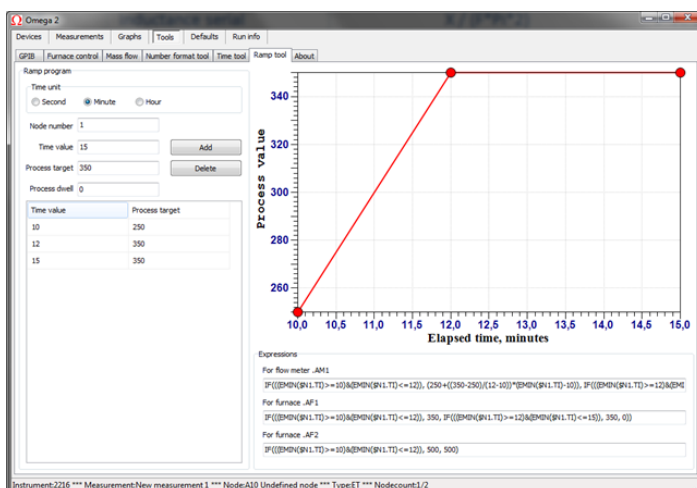 Omega 2
Inductance serial X / (F*Pi*2)
Devices Measurements Graphs Tools Defaults Run info
GPIB Furnace control Mass flow Number format tool Time tool Ramp tool About
Ramp program
Time unit
Second Minute Hour
Node number 1
Time value 15 Add
Process target 350 Delete
Process dwell 0
Time value Process target
10 250
12 350
15 350
Process value
340
320
300
280
260
10,0 10,5 11,0 11,5 12,0 12,5 13,0 13,5 14,0 14,5 15,0
Elapsed time, minutes
Expressions
For flow meter .AM1
IF(((EMIN($N1.TI)>=10)&(EMIN($N1.TI)<=12)), (250+((350-250)/(12-10))*(EMIN($N1.TI)-10)), IF(((EMIN($N1.TI)>=12)&(EMI
For furnace .AF1
IF(((EMIN($N1.TI)>=10)&(EMIN($N1.TI)<=12)), 350, IF(((EMIN($N1.TI)>=12)&(EMIN($N1.TI)<=15)), 350, 0))
For furnace .AF2
IF(((EMIN($N1.TI)>=10)&(EMIN($N1.TI)<=12)), 500, 500)
Instrument:2216 *** Measurement:New measurement 1 *** Node:A10 Undefined node *** Type:ET *** Nodecount:1/2